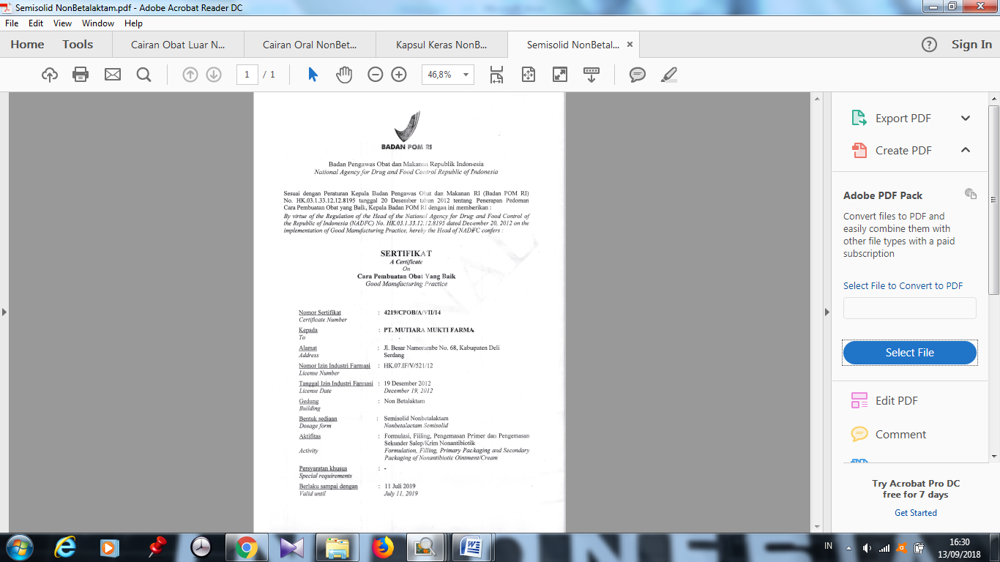 Semisolid NonBetalaktam.pdf - Adobe Acrobat Reader DC
File Edit View Window Help
Home Tools Cairan Obat Luar N... Cairan Oral NonBet... Kapsul Keras NonB... Semisolid NonBetal... × Sign In
1 / 1 46,8%
BADAN POM RI
Badan Pengawas Obat dan Makanan Republik Indonesia
National Agency for Drug and Food Control Republic of Indonesia
Sesuai dengan Peraturan Kepala Badan Pengawas Obat dan Makanan RI (Badan POM RI)
No. HK.03.1.33.12.12.8195 tanggal 20 Desember tahun 2012 tentang Penerapan Pedoman
Cara Pembuatan Obat yang Baik, Kepala Badan POM RI dengan ini memberikan :
By virtue of the Regulation of the Head of the National Agency for Drug and Food Control of
the Republic of Indonesia (NADFC) No. HK.03.1.33.12.12.8195 dated December 20, 2012 on the
implementation of Good Manufacturing Practice, hereby the Head of NADFC confers :
SERTIFIKAT
A Certificate
On
Cara Pembuatan Obat Yang Baik
Good Manufacturing Practice
Nomor Sertifikat : 4219/CPOB/A/VII/14
Certificate Number
Kepada : PT. MUTIARA MUKTI FARMA
To
Alamat : Jl. Besar Namorambe No. 68, Kabupaten Deli
Address Serdang
Nomor Izin Industri Farmasi : HK.07.IF/V/521/12
License Number
Tanggal Izin Industri Farmasi : 19 Desember 2012
License Date December 19, 2012
Gedung : Non Betalaktam
Building
Bentuk sediaan : Semisolid Nonbetalaktam
Dosage form Nonbetalactam Semisolid
Aktifitas : Formulasi, Filling, Pengemasan Primer dan Pengemasan
Sekunder Salep/Krim Nonantibiotik
Activity Formulation, Filling, Primary Packaging and Secondary
Packaging of Nonantibiotic Ointment/Cream
Persyaratan khusus : -
Special requirements
Berlaku sampai dengan : 11 Juli 2019
Valid until July 11, 2019
Export PDF
Create PDF
Adobe PDF Pack
Convert files to PDF and
easily combine them with
other file types with a paid
subscription
Select File to Convert to PDF
Select File
Edit PDF
Comment
Try Acrobat Pro DC
free for 7 days
Get Started
IN
16:30
13/09/2018